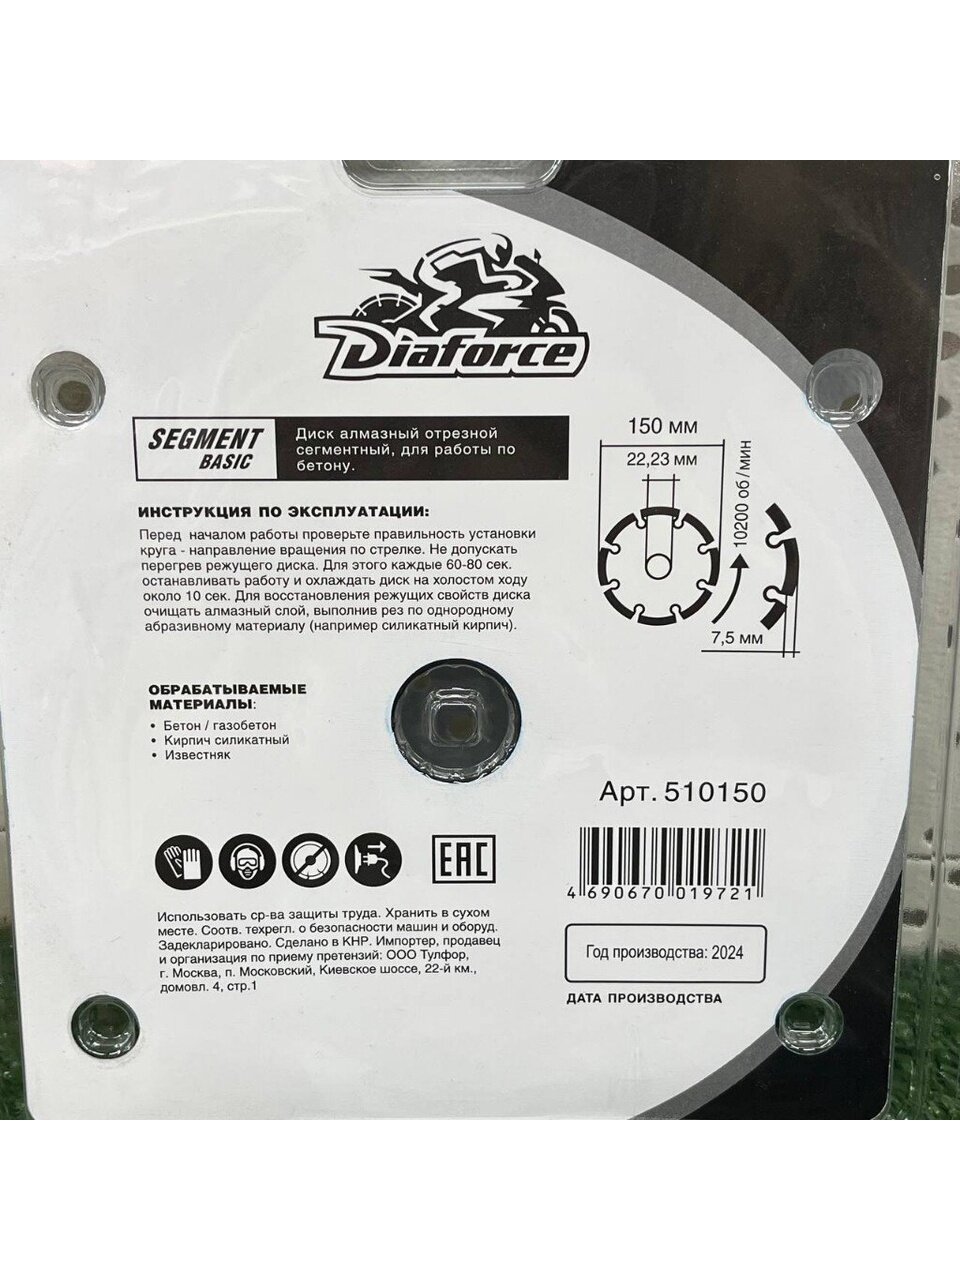 Diaforce
SEGMENT
BASIC
Диск алмазный отрезной
сегментный, для работы по
бетону.
ИНСТРУКЦИЯ ПО ЭКСПЛУАТАЦИИ:
Перед началом работы проверьте правильность установки
круга - направление вращения по стрелке. Не допускать
перегрев режущего диска. Для этого каждые 60-80 сек.
останавливать работу и охлаждать диск на холостом ходу
около 10 сек. Для восстановления режущих свойств диска
очищать алмазный слой, выполнив рез по однородному
абразивному материалу (например силикатный кирпич).
150 мм
22,23 мм
10200 об/мин
7,5 мм
ОБРАБАТЫВАЕМЫЕ
МАТЕРИАЛЫ:
• Бетон / газобетон
• Кирпич силикатный
• Известняк
Арт. 510150
EAC
4 690670 019721
Использовать ср-ва защиты труда. Хранить в сухом
месте. Соотв. техрегл. о безопасности машин и оборуд.
Задекларировано. Сделано в КНР. Импортер, продавец
и организация по приему претензий: ООО Тулфор,
г. Москва, п. Московский, Киевское шоссе, 22-й км.,
домовл. 4, стр.1
Год производства: 2024
ДАТА ПРОИЗВОДСТВА